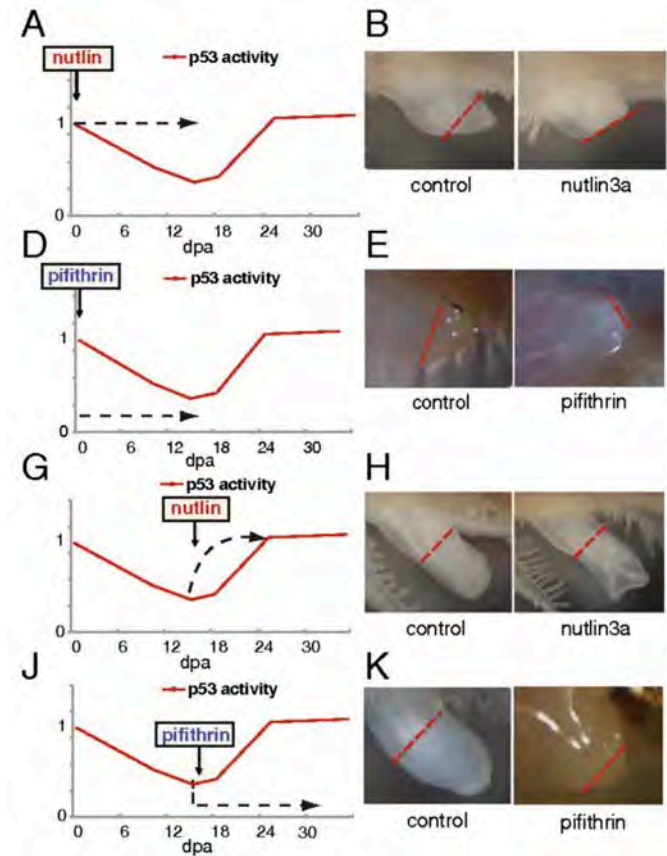 A
nutlin
p53 activity
1
0
0 6 12 18 24 30
dpa
B
control nutlin3a
D
pifithrin
p53 activity
1
0
0 6 12 18 24 30
dpa
E
control pifithrin
G
p53 activity
nutlin
1
0
0 6 12 18 24 30
dpa
H
control nutlin3a
J
p53 activity
pifithrin
1
0
0 6 12 18 24 30
dpa
K
control pifithrin